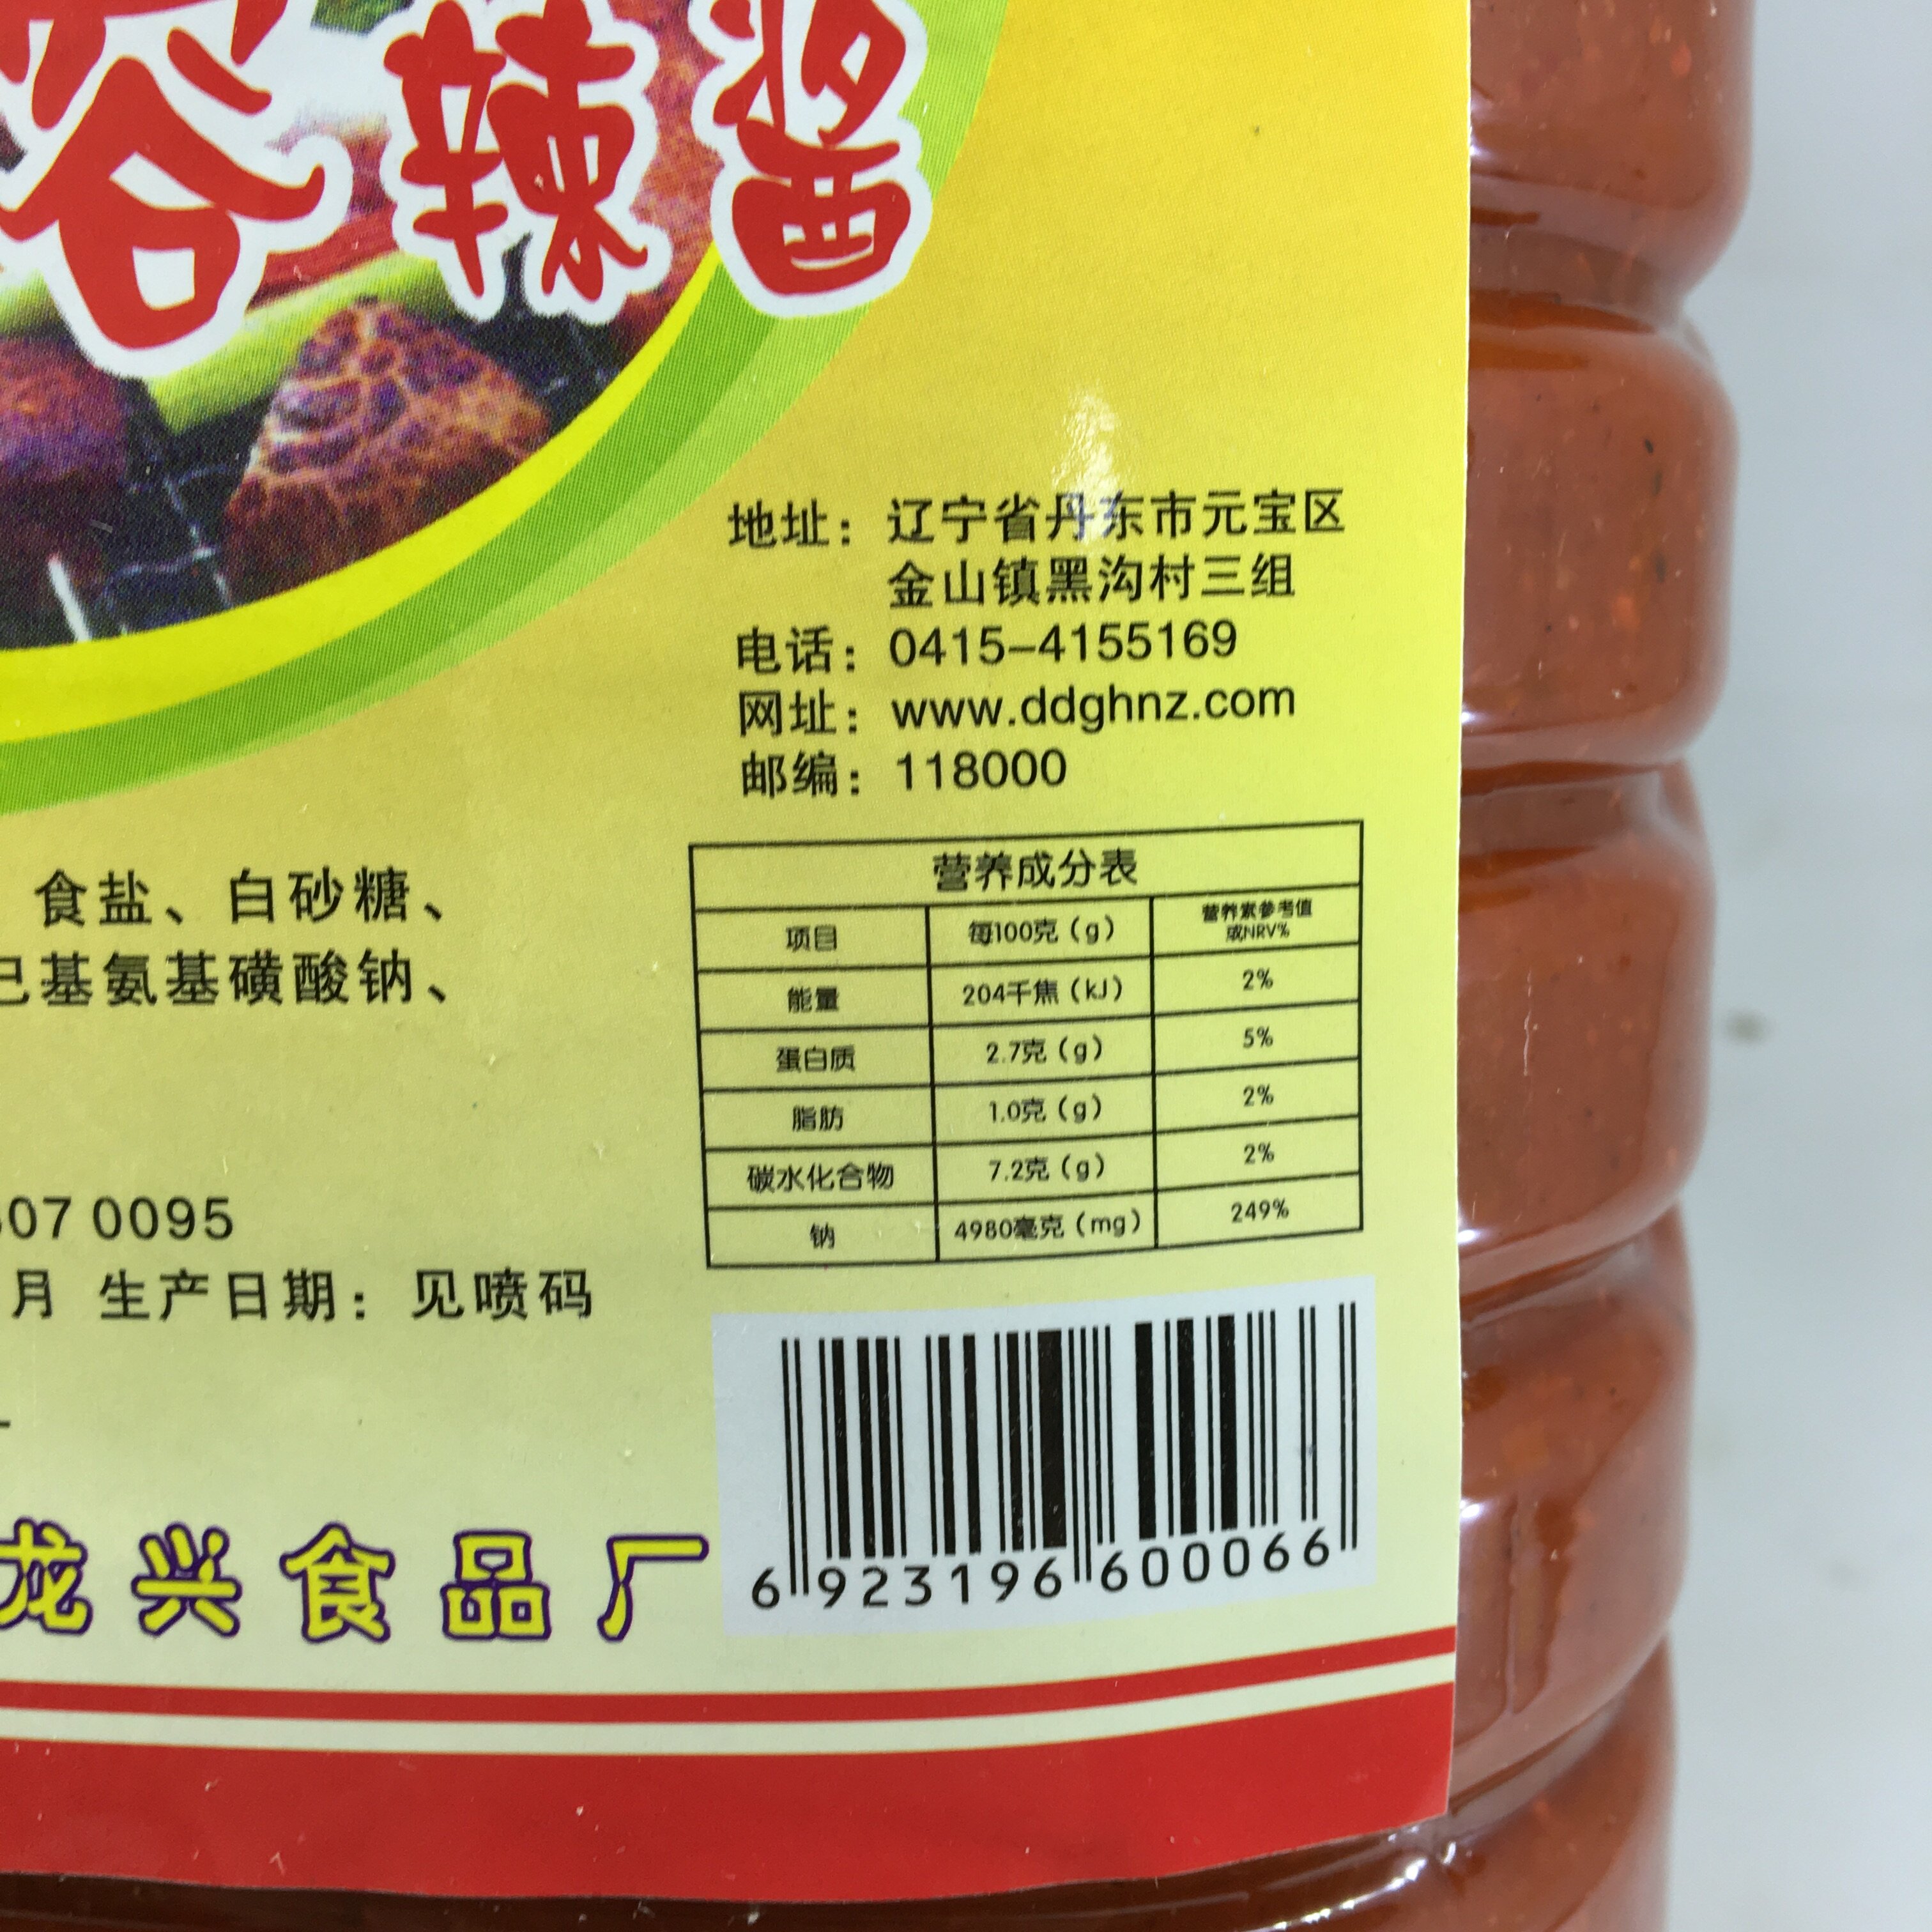 辣酱
地址：辽宁省丹东市元宝区
金山镇黑沟村三组
电话：0415-4155169
网址：www.ddghnz.com
邮编：118000
食盐、白砂糖、
己基氨基磺酸钠、
07 0095
月 生产日期：见喷码
营养成分表
项目 每100克（g） 营养素参考值
或NRV%
能量 204千焦（kJ） 2%
蛋白质 2.7克（g） 5%
脂肪 1.0克（g） 2%
碳水化合物 7.2克（g） 2%
钠 4980毫克（mg） 249%
龙兴食品厂
6 923196 600066